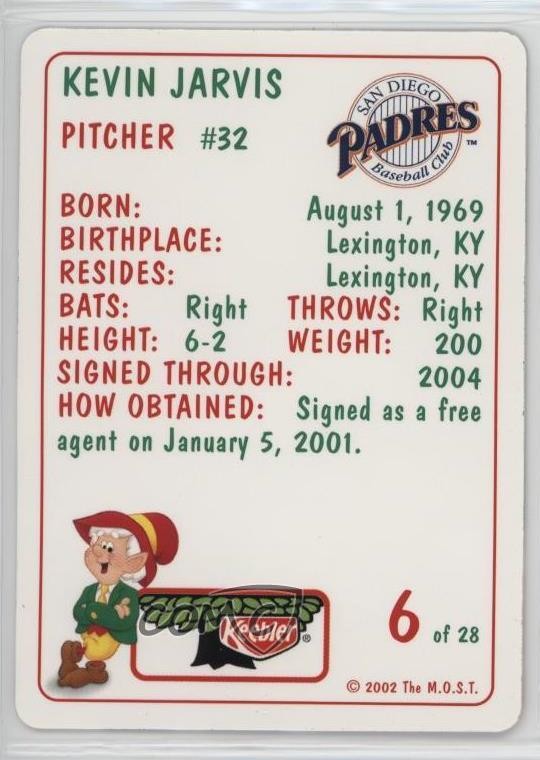 KEVIN JARVIS
PITCHER #32
SAN DIEGO
PADRES™
Baseball Club
BORN: August 1, 1969
BIRTHPLACE: Lexington, KY
RESIDES: Lexington, KY
BATS: Right THROWS: Right
HEIGHT: 6-2 WEIGHT: 200
SIGNED THROUGH: 2004
HOW OBTAINED: Signed as a free
agent on January 5, 2001.
Keebler®
6 of 28
© 2002 The M.O.S.T.